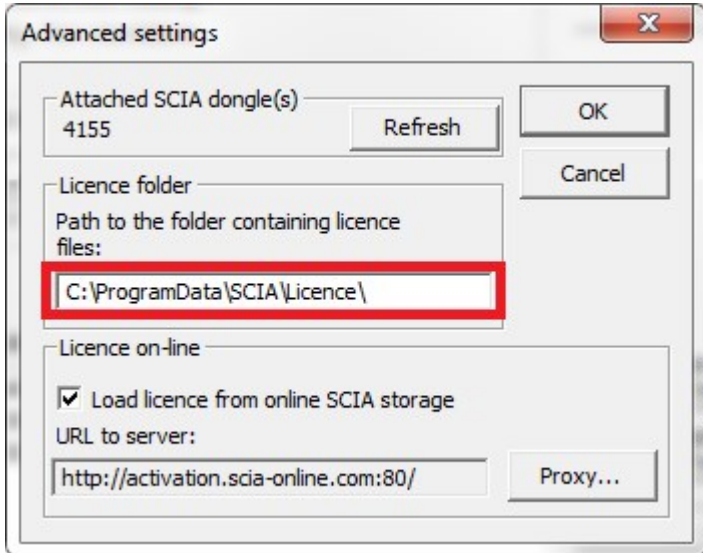 Advanced settings
Attached SCIA dongle(s)
4155
Refresh
OK
Cancel
Licence folder
Path to the folder containing licence
files:
C:\ProgramData\SCIA\Licence\
Licence on-line
Load licence from online SCIA storage
URL to server:
http://activation.scia-online.com:80/
Proxy...